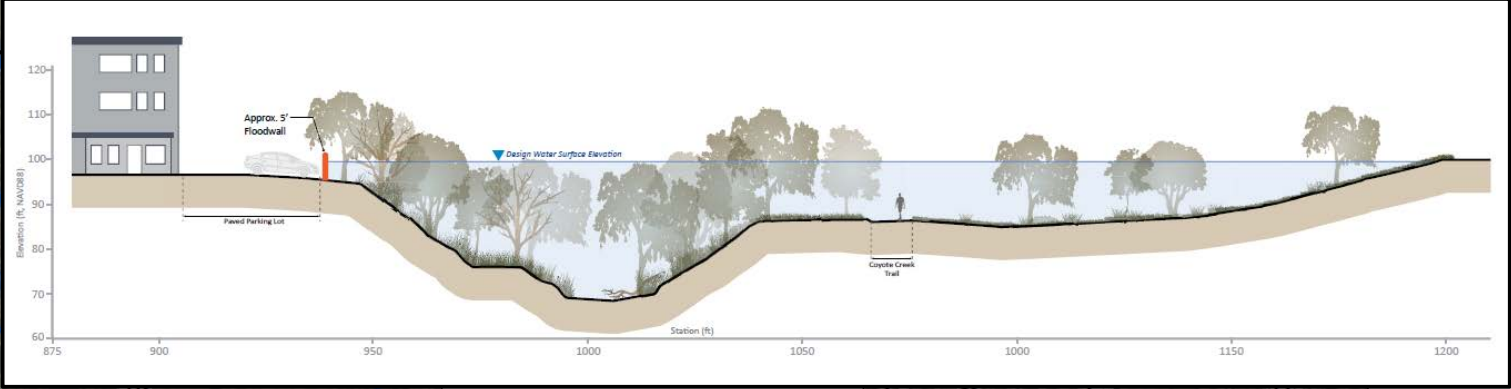 120
110
100
90
80
70
60
Elevation (ft, NAVD88)
Approx. 5'
Floodwall
Design Water Surface Elevation
Paved Parking Lot
Coyote Creek
Trail
Station (ft)
875
900
950
1000
1050
1000
1150
1200